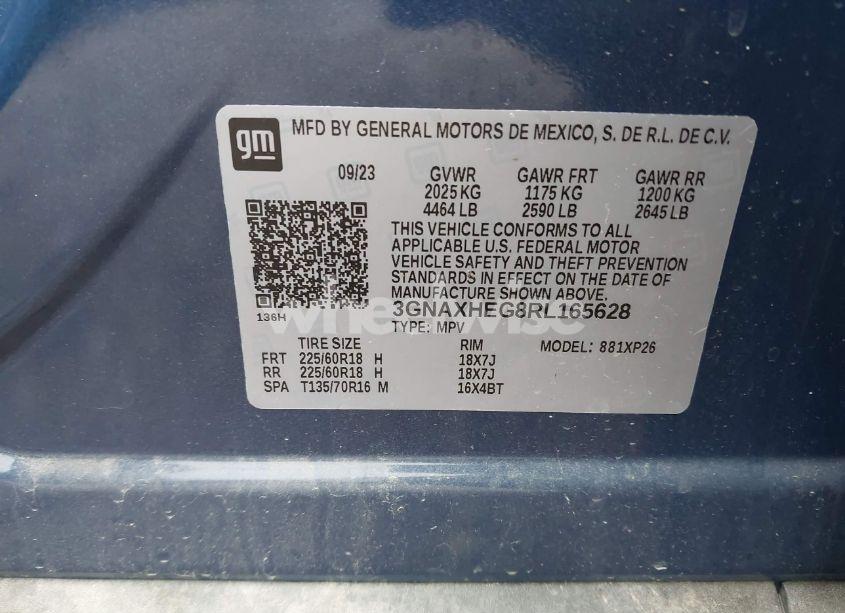 gm
MFD BY GENERAL MOTORS DE MEXICO, S. DE R.L. DE C.V.
09/23 GVWR GAWR FRT GAWR RR
2025 KG 1175 KG 1200 KG
4464 LB 2590 LB 2645 LB
THIS VEHICLE CONFORMS TO ALL
APPLICABLE U.S. FEDERAL MOTOR
VEHICLE SAFETY AND THEFT PREVENTION
STANDARDS IN EFFECT ON THE DATE OF
MANUFACTURE SHOWN ABOVE.
136H
3GNAXHEG8RL165628
TYPE: MPV
TIRE SIZE RIM MODEL: 881XP26
FRT 225/60R18 H 18X7J
RR 225/60R18 H 18X7J
SPA T135/70R16 M 16X4BT
wheelwise